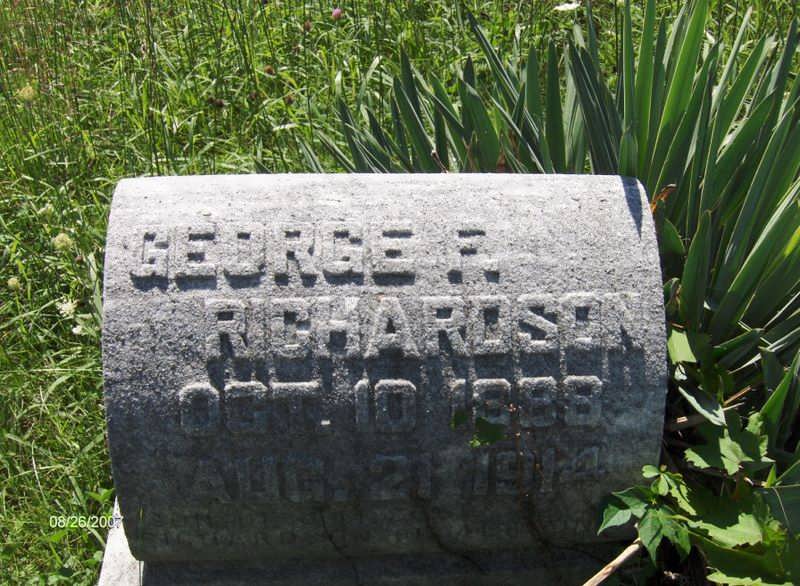 GEORGE F.
RICHARDSON
OCT. 10 1888
AUG. 21 1914
08/26/2007